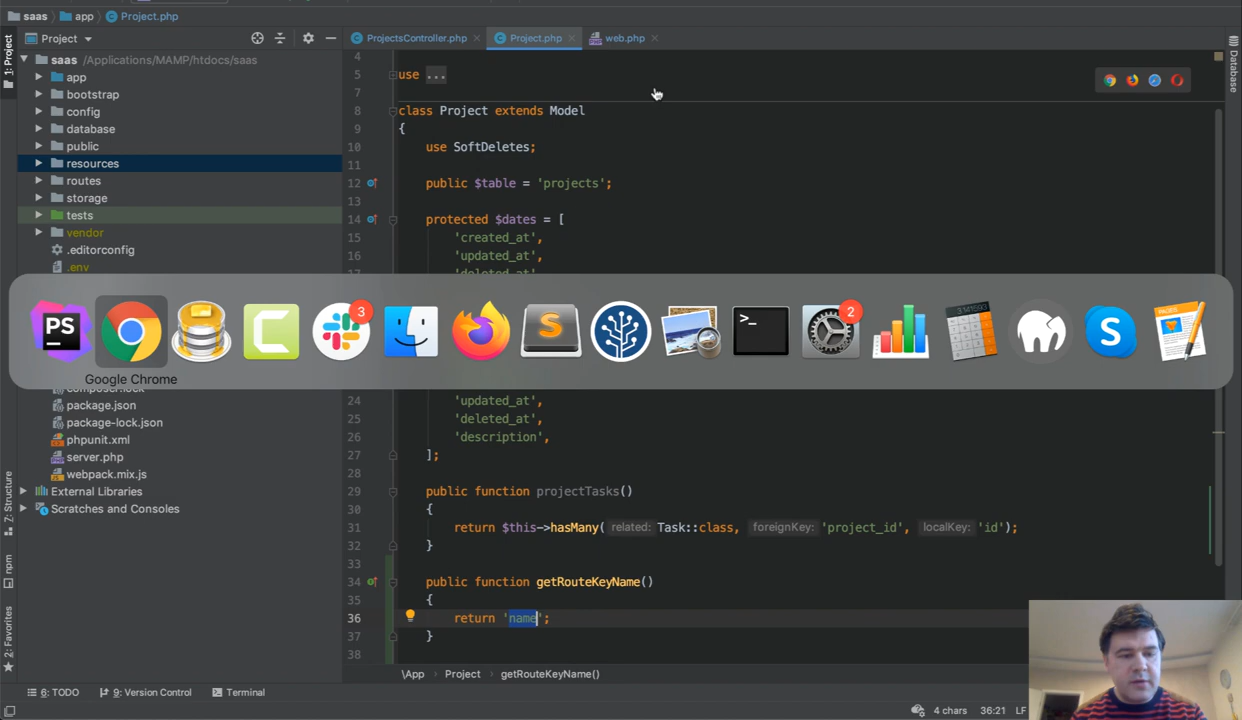 saas app Project.php
Project
ProjectsController.php
Project.php
web.php
1: Project
Database
saas /Applications/MAMP/htdocs/saas
app
bootstrap
config
database
public
resources
routes
storage
tests
vendor
.editorconfig
.env
package.json
package-lock.json
phpunit.xml
server.php
webpack.mix.js
External Libraries
Scratches and Consoles
4
5 use ...
7
8 class Project extends Model
9 {
10 use SoftDeletes;
11
12 public $table = 'projects';
13
14 protected $dates = [
15 'created_at',
16 'updated_at',
'deleted_at'
PS
3
S
>_
2
S
PAGES
Google Chrome
24 'updated_at',
25 'deleted_at',
26 'description',
27 ];
28
29 public function projectTasks()
30 {
31 return $this->hasMany( related: Task::class, foreignKey: 'project_id', localKey: 'id');
32 }
33
34 public function getRouteKeyName()
35 {
36 return 'name';
37 }
38
7: Structure
npm
2: Favorites
\App Project getRouteKeyName()
6: TODO 9: Version Control Terminal
4 chars 36:21 LF